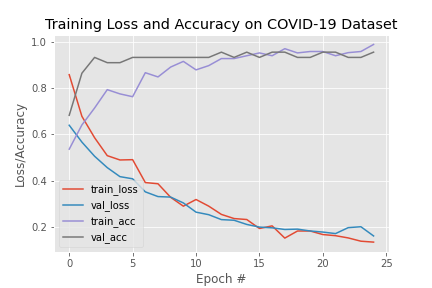 Training Loss and Accuracy on COVID-19 Dataset
Loss/Accuracy
1.0
0.8
0.6
0.4
0.2
train_loss
val_loss
train_acc
val_acc
0 5 10 15 20 25
Epoch #